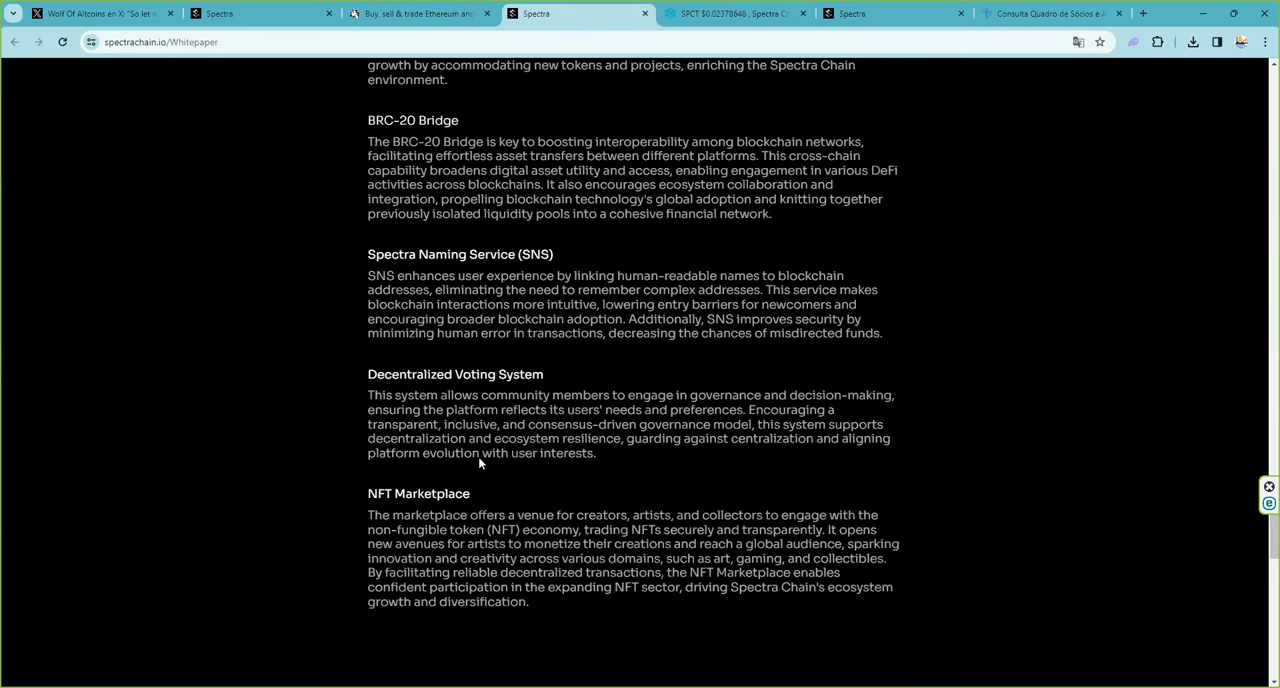 Wolf Of Altcoins en X: "So let m
Spectra
Buy, sell & trade Ethereum and
Spectra
SPCT $0.02378648 , Spectra Ch
Spectra
Consulta Quadro de Sócios e A
spectrachain.io/Whitepaper
growth by accommodating new tokens and projects, enriching the Spectra Chain
environment.
BRC-20 Bridge
The BRC-20 Bridge is key to boosting interoperability among blockchain networks,
facilitating effortless asset transfers between different platforms. This cross-chain
capability broadens digital asset utility and access, enabling engagement in various DeFi
activities across blockchains. It also encourages ecosystem collaboration and
integration, propelling blockchain technology's global adoption and knitting together
previously isolated liquidity pools into a cohesive financial network.
Spectra Naming Service (SNS)
SNS enhances user experience by linking human-readable names to blockchain
addresses, eliminating the need to remember complex addresses. This service makes
blockchain interactions more intuitive, lowering entry barriers for newcomers and
encouraging broader blockchain adoption. Additionally, SNS improves security by
minimizing human error in transactions, decreasing the chances of misdirected funds.
Decentralized Voting System
This system allows community members to engage in governance and decision-making,
ensuring the platform reflects its users' needs and preferences. Encouraging a
transparent, inclusive, and consensus-driven governance model, this system supports
decentralization and ecosystem resilience, guarding against centralization and aligning
platform evolution with user interests.
NFT Marketplace
The marketplace offers a venue for creators, artists, and collectors to engage with the
non-fungible token (NFT) economy, trading NFTs securely and transparently. It opens
new avenues for artists to monetize their creations and reach a global audience, sparking
innovation and creativity across various domains, such as art, gaming, and collectibles.
By facilitating reliable decentralized transactions, the NFT Marketplace enables
confident participation in the expanding NFT sector, driving Spectra Chain's ecosystem
growth and diversification.